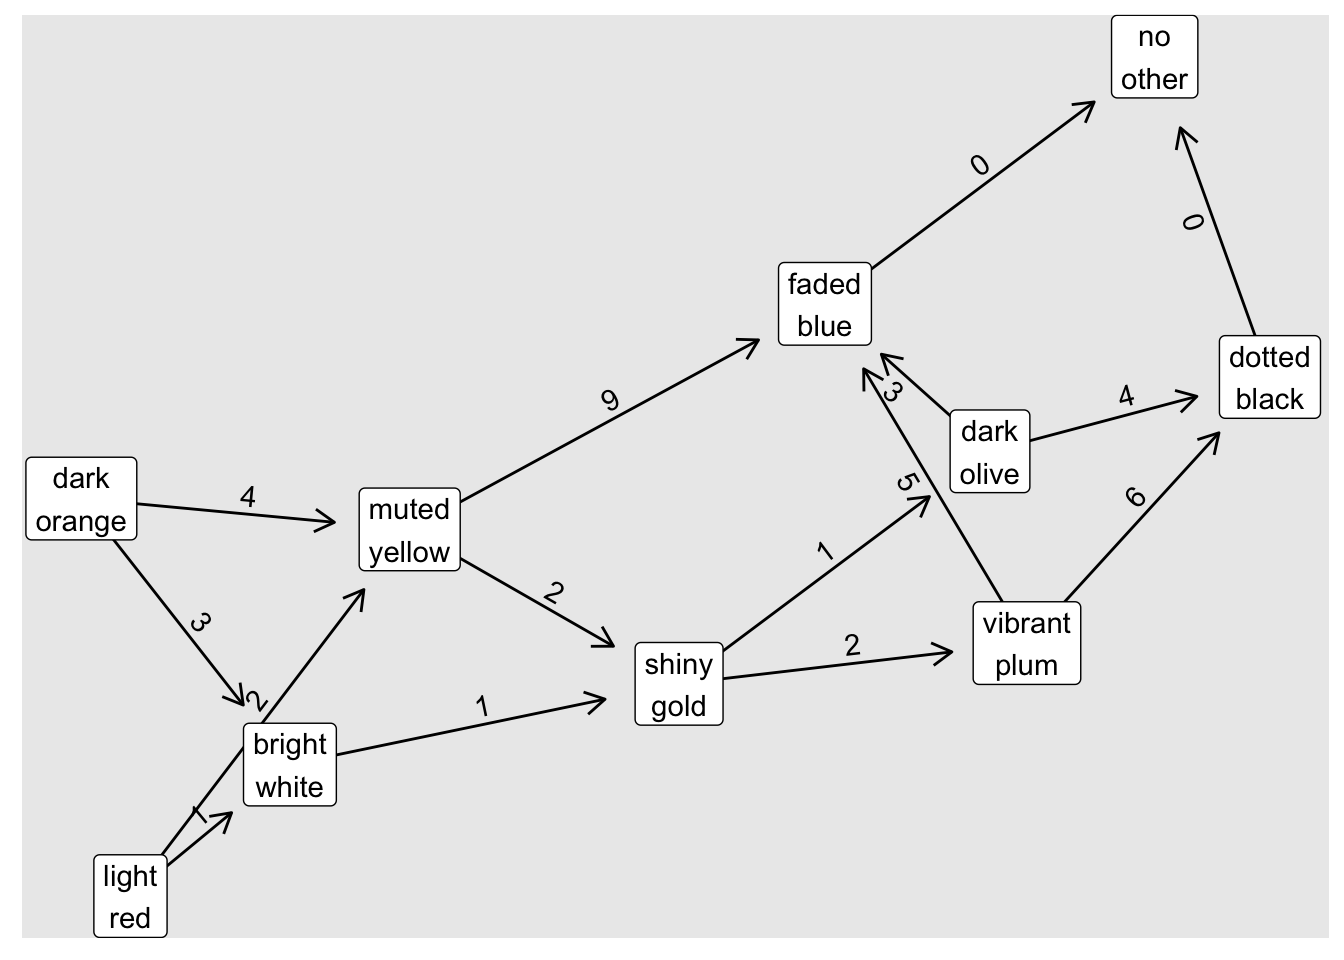 no
other
0
0
faded
blue
dotted
black
9
3
4
dark
olive
dark
orange
4
muted
yellow
5
6
1
2
3
vibrant
plum
shiny
gold
2
2
1
bright
white
1
light
red